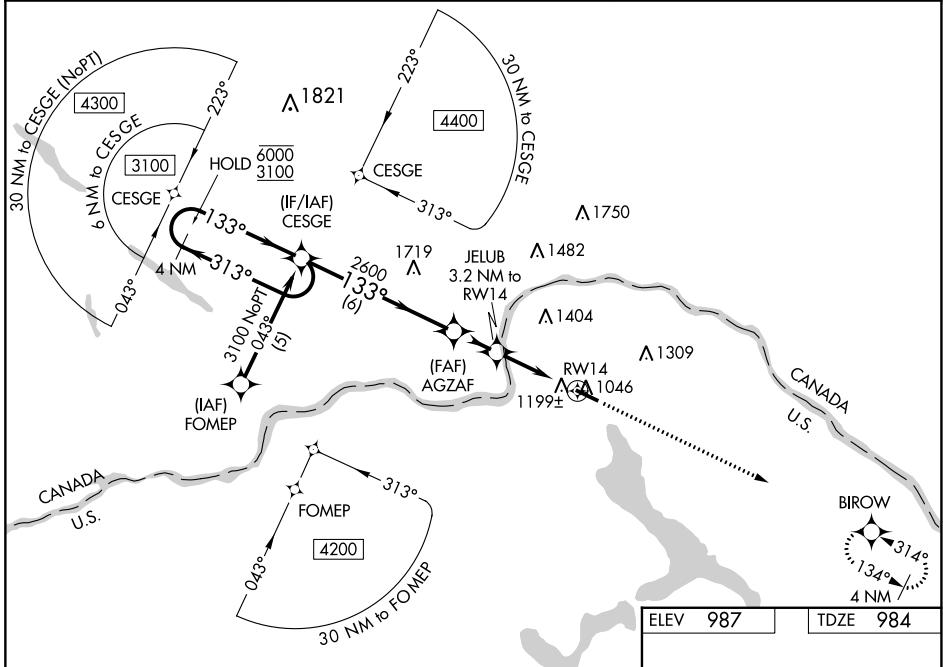 30 NM to CESGE (NoPT)
4300
223°
6 NM to CESGE
3100
CESGE
043°
1821
HOLD 6000
3100
223°
30 NM to CESGE
4400
CESGE
313°
(IF/IAF)
CESGE
133°
313°
4 NM
3100 NoPT
043°
(5)
(IAF)
FOMEP
2600
133°
(6)
1719
JELUB
3.2 NM to
RW14
1750
1482
1404
1309
(FAF)
AGZAF
RW14
1199±
1046
CANADA
U.S.
CANADA
U.S.
313°
FOMEP
4200
043°
30 NM to FOMEP
BIROW
314°
134°
4 NM
ELEV 987
TDZE 984